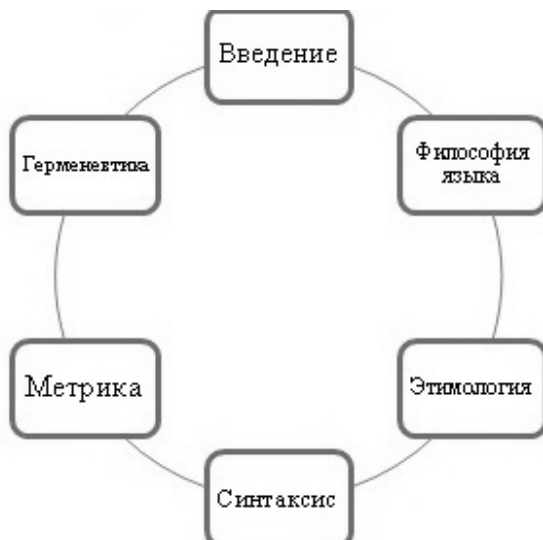 Введение
Философия
языка
Этимология
Синтаксис
Метрика
Герменевтика